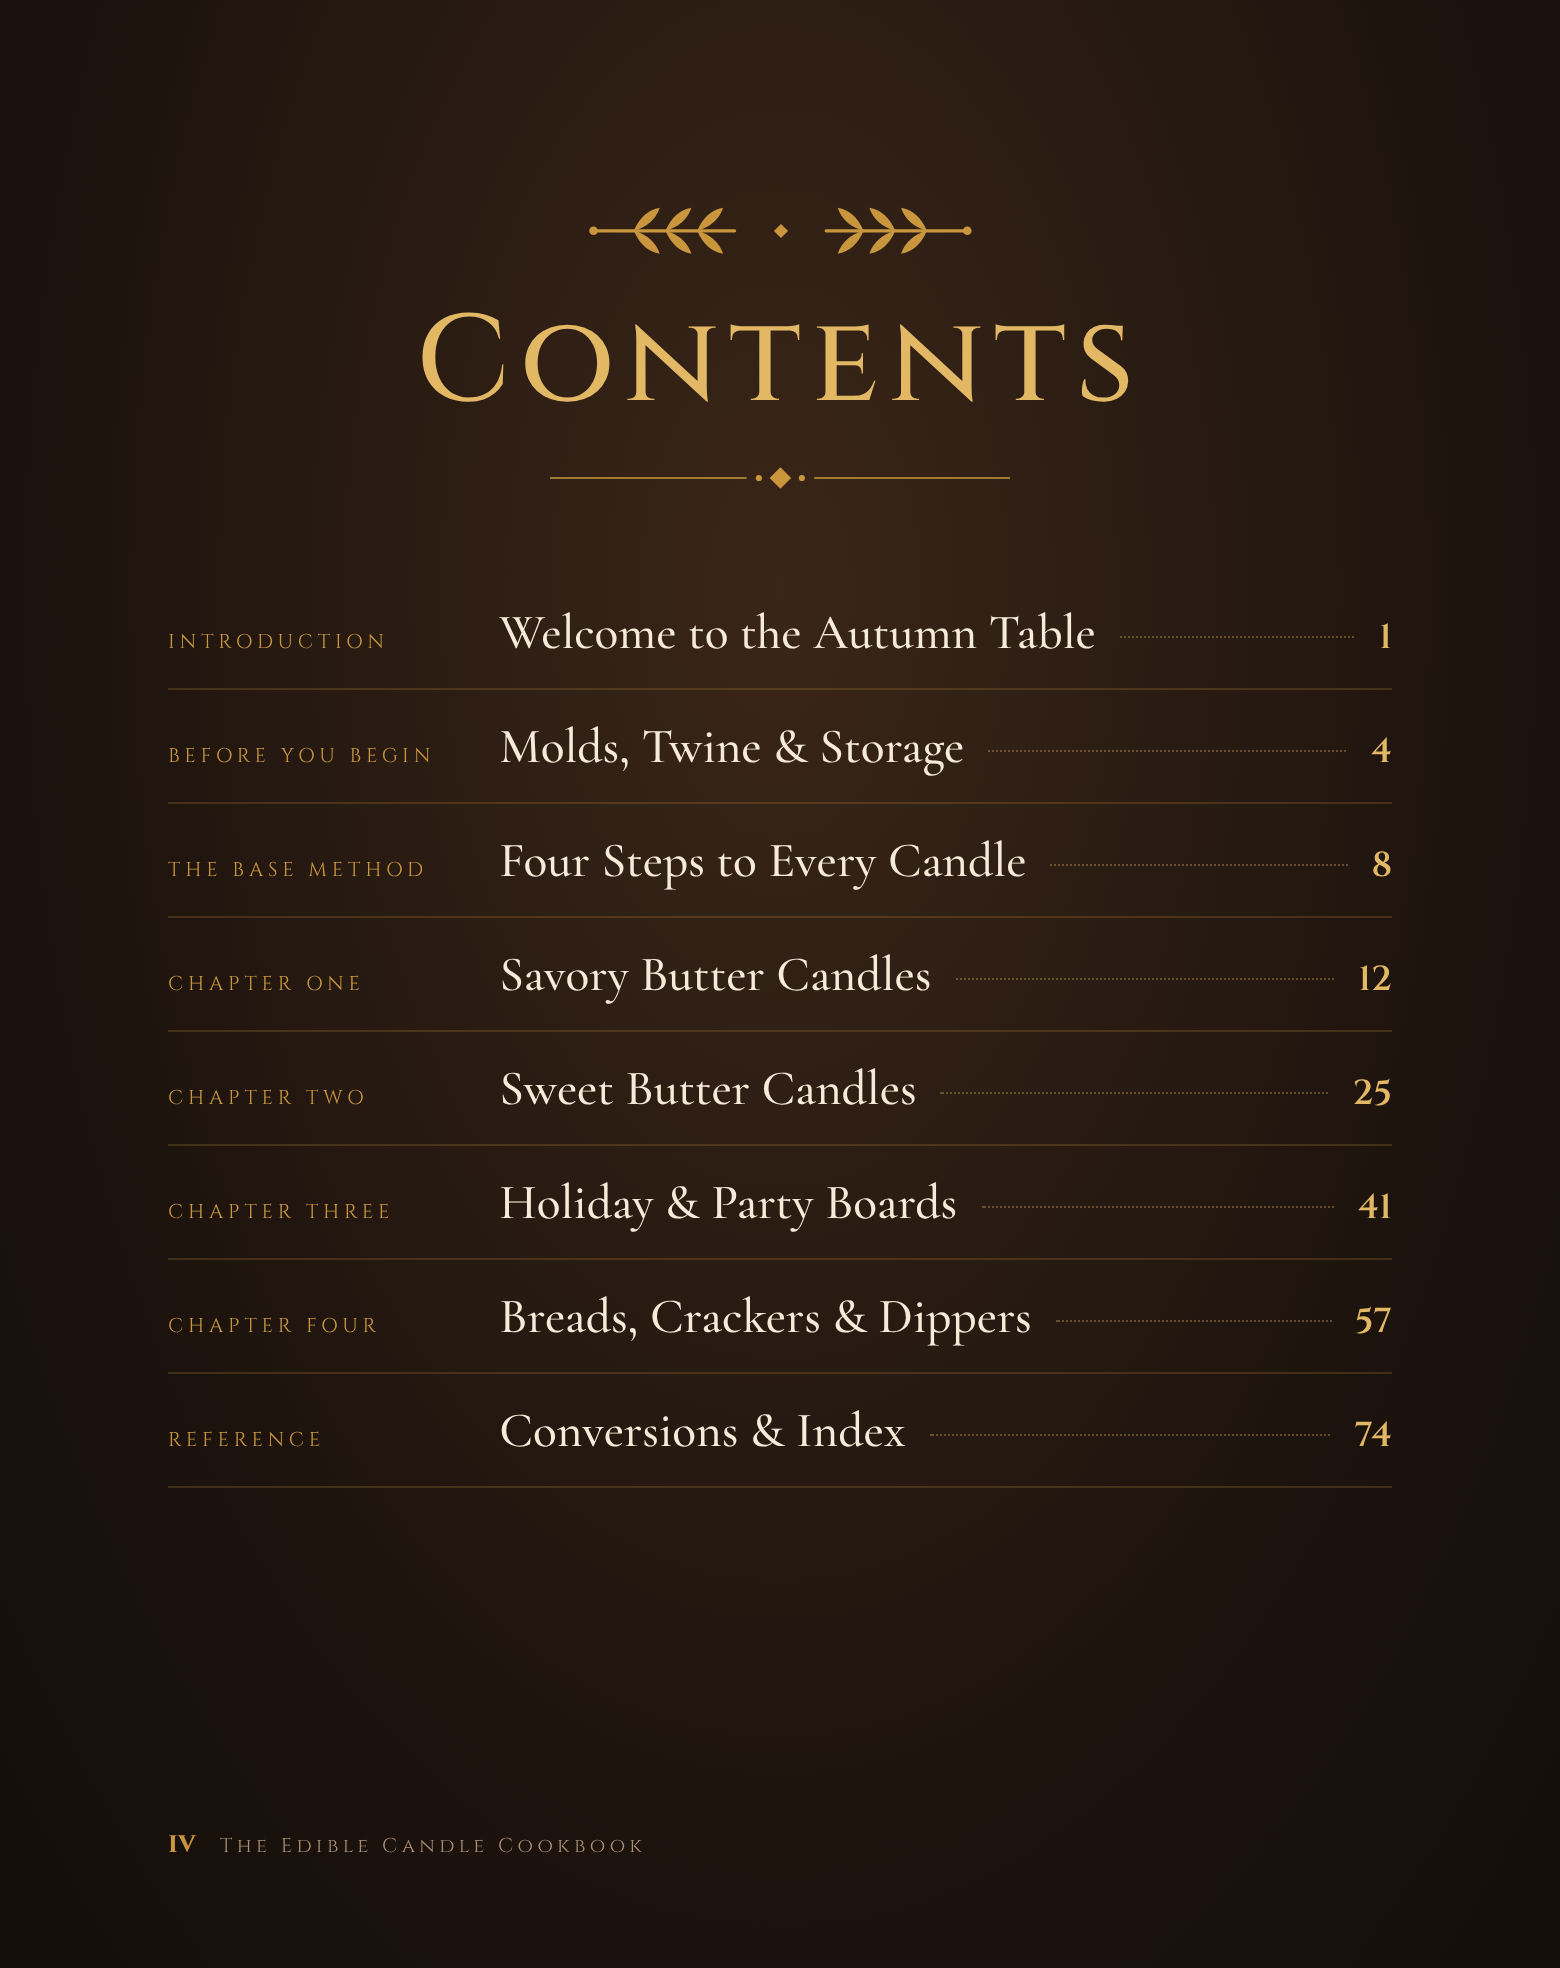 Contents
INTRODUCTION Welcome to the Autumn Table 1
BEFORE YOU BEGIN Molds, Twine & Storage 4
THE BASE METHOD Four Steps to Every Candle 8
CHAPTER ONE Savory Butter Candles 12
CHAPTER TWO Sweet Butter Candles 25
CHAPTER THREE Holiday & Party Boards 41
CHAPTER FOUR Breads, Crackers & Dippers 57
REFERENCE Conversions & Index 74
IV The Edible Candle Cookbook